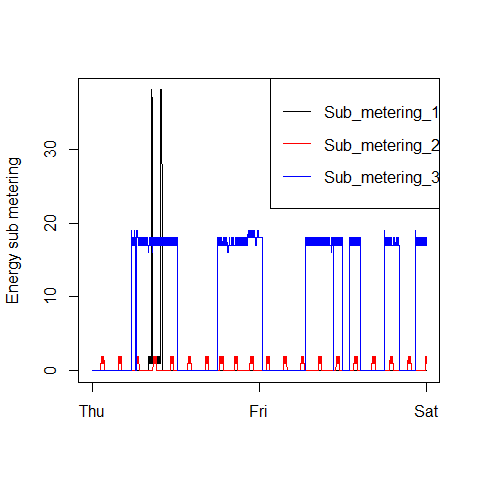 Sub_metering_1
Sub_metering_2
Sub_metering_3
Energy sub metering
30
20
10
0
Thu
Fri
Sat